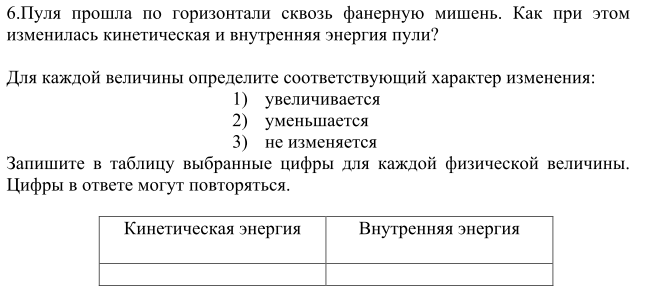 6.Пуля прошла по горизонтали сквозь фанерную мишень. Как при этом
изменилась кинетическая и внутренняя энергия пули?
Для каждой величины определите соответствующий характер изменения:
1) увеличивается
2) уменьшается
3) не изменяется
Запишите в таблицу выбранные цифры для каждой физической величины.
Цифры в ответе могут повторяться.
Кинетическая энергия Внутренняя энергия